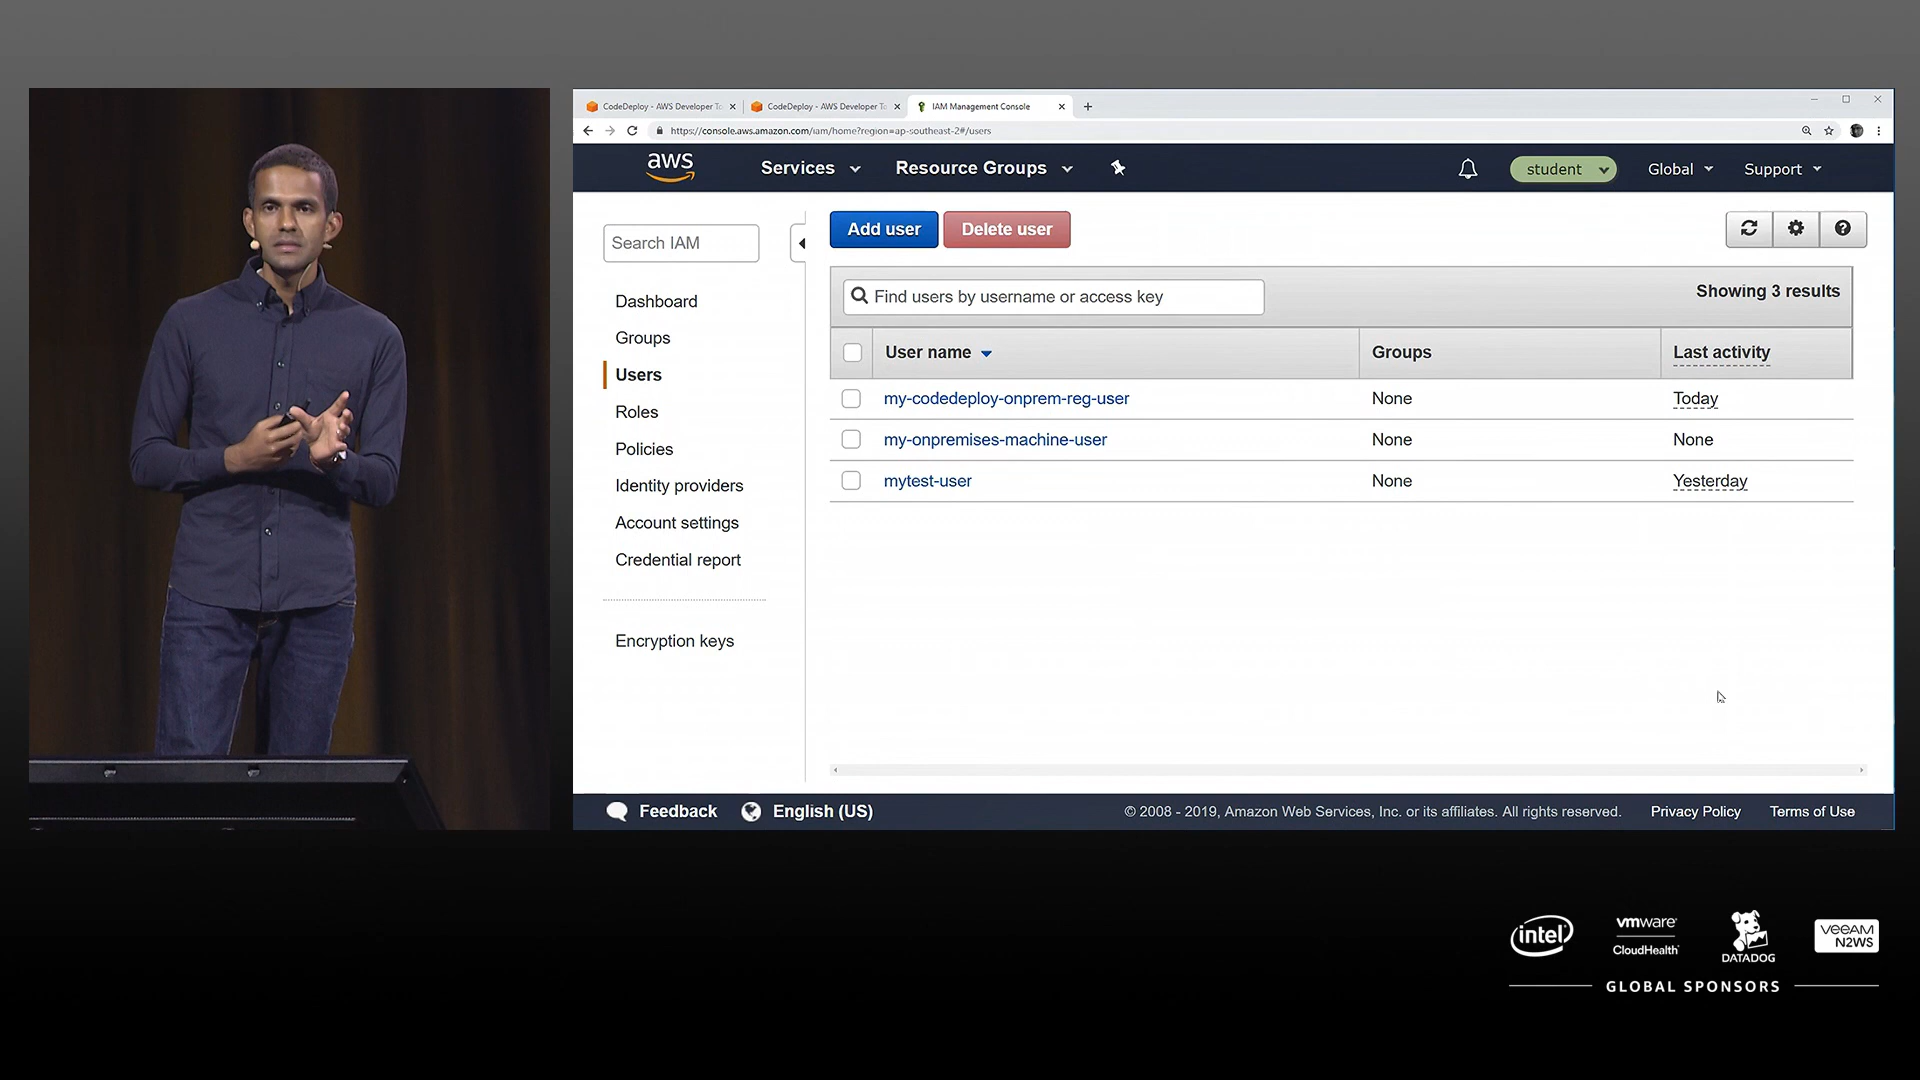 CodeDeploy - AWS Developer To
CodeDeploy - AWS Developer To
IAM Management Console
https://console.aws.amazon.com/iam/home?region=ap-southeast-2#/users
aws
Services
Resource Groups
student
Global
Support
Search IAM
Dashboard
Groups
Users
Roles
Policies
Identity providers
Account settings
Credential report
Encryption keys
Add user
Delete user
Find users by username or access key
Showing 3 results
User name
Groups
Last activity
my-codedeploy-onprem-reg-user
None
Today
my-onpremises-machine-user
None
None
mytest-user
None
Yesterday
Feedback
English (US)
© 2008 - 2019, Amazon Web Services, Inc. or its affiliates. All rights reserved.
Privacy Policy
Terms of Use
intel
vmware
CloudHealth
DATADOG
VEEAM
N2WS
GLOBAL SPONSORS